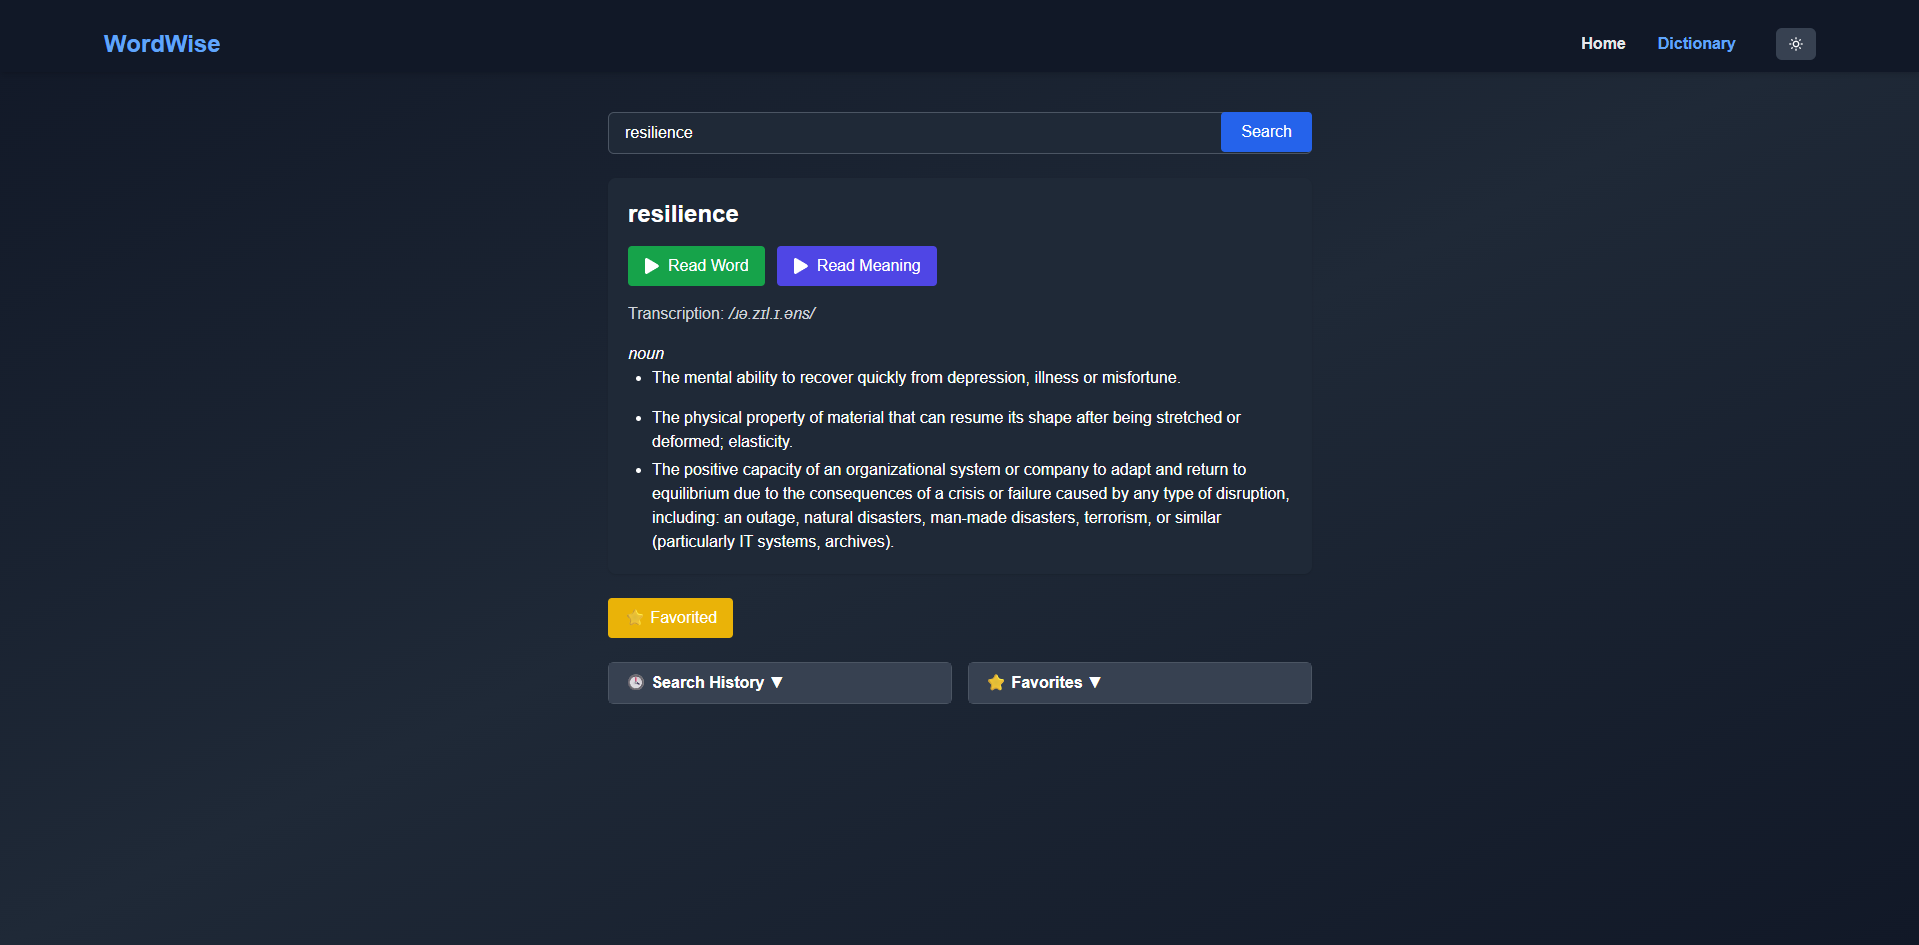 WordWise
Home
Dictionary
resilience
Search
resilience
Read Word
Read Meaning
Transcription: /ɹə.zɪl.ɪ.əns/
noun
• The mental ability to recover quickly from depression, illness or misfortune.
• The physical property of material that can resume its shape after being stretched or
deformed; elasticity.
• The positive capacity of an organizational system or company to adapt and return to
equilibrium due to the consequences of a crisis or failure caused by any type of disruption,
including: an outage, natural disasters, man-made disasters, terrorism, or similar
(particularly IT systems, archives).
Favorited
Search History ▼
Favorites ▼